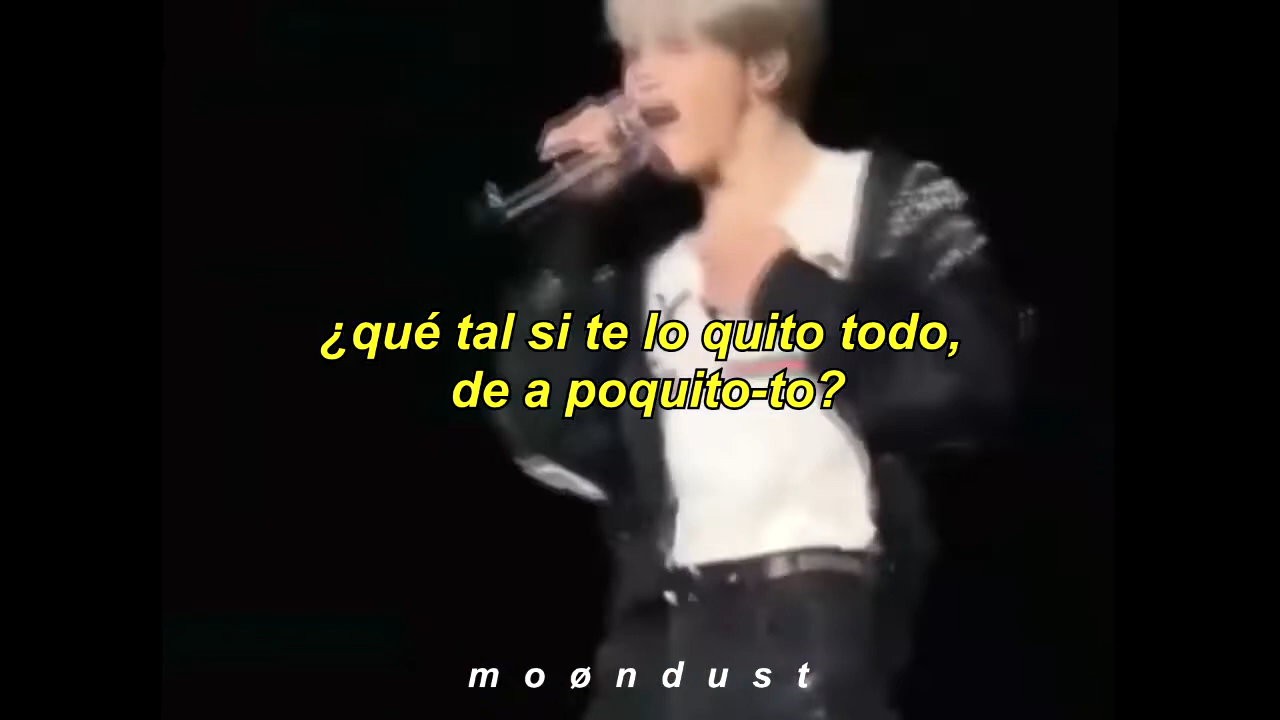 ¿qué tal si te lo quito todo,
de a poquito-to?
m o ø n d u s t